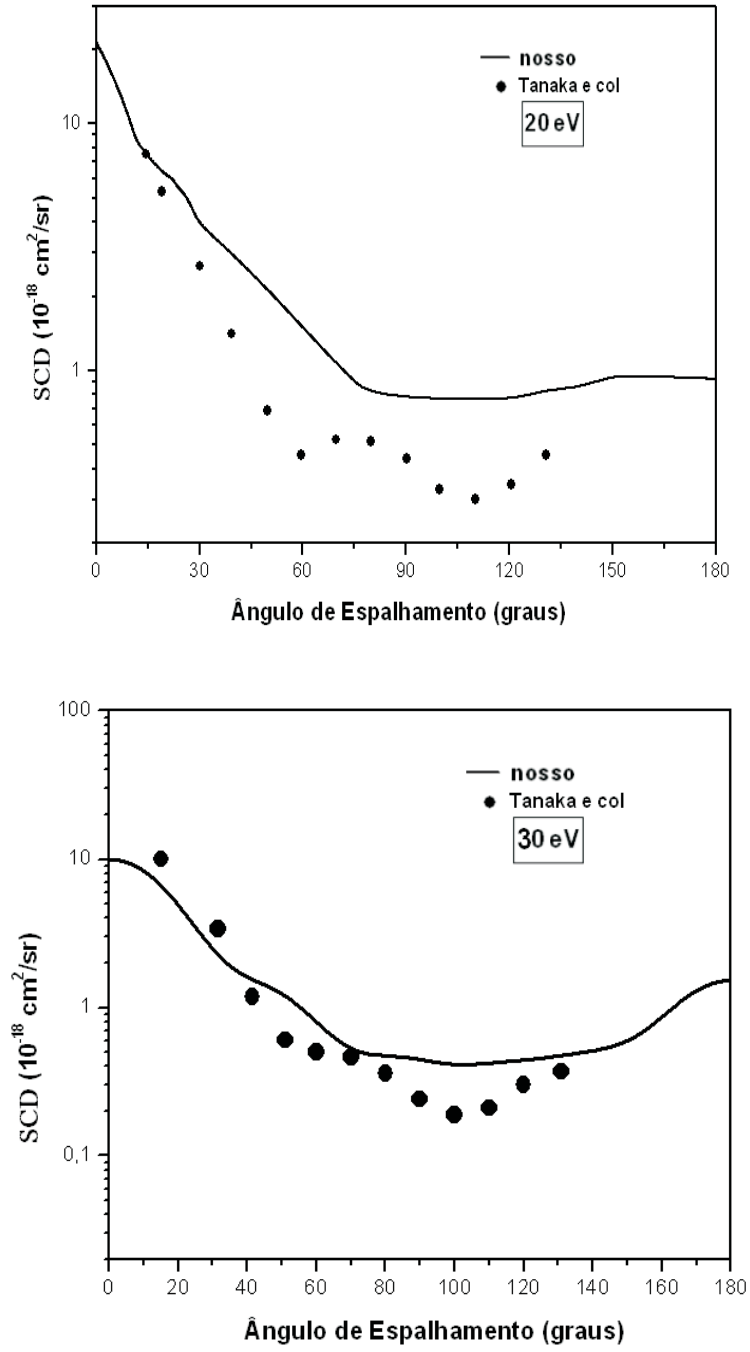 nosso
Tanaka e col
20 eV
10
1
SCD (10⁻¹⁸ cm²/sr)
0 30 60 90 120 150 180
Ângulo de Espalhamento (graus)
100
nosso
Tanaka e col
30 eV
10
1
0,1
SCD (10⁻¹⁸ cm²/sr)
0 20 40 60 80 100 120 140 160 180
Ângulo de Espalhamento (graus)